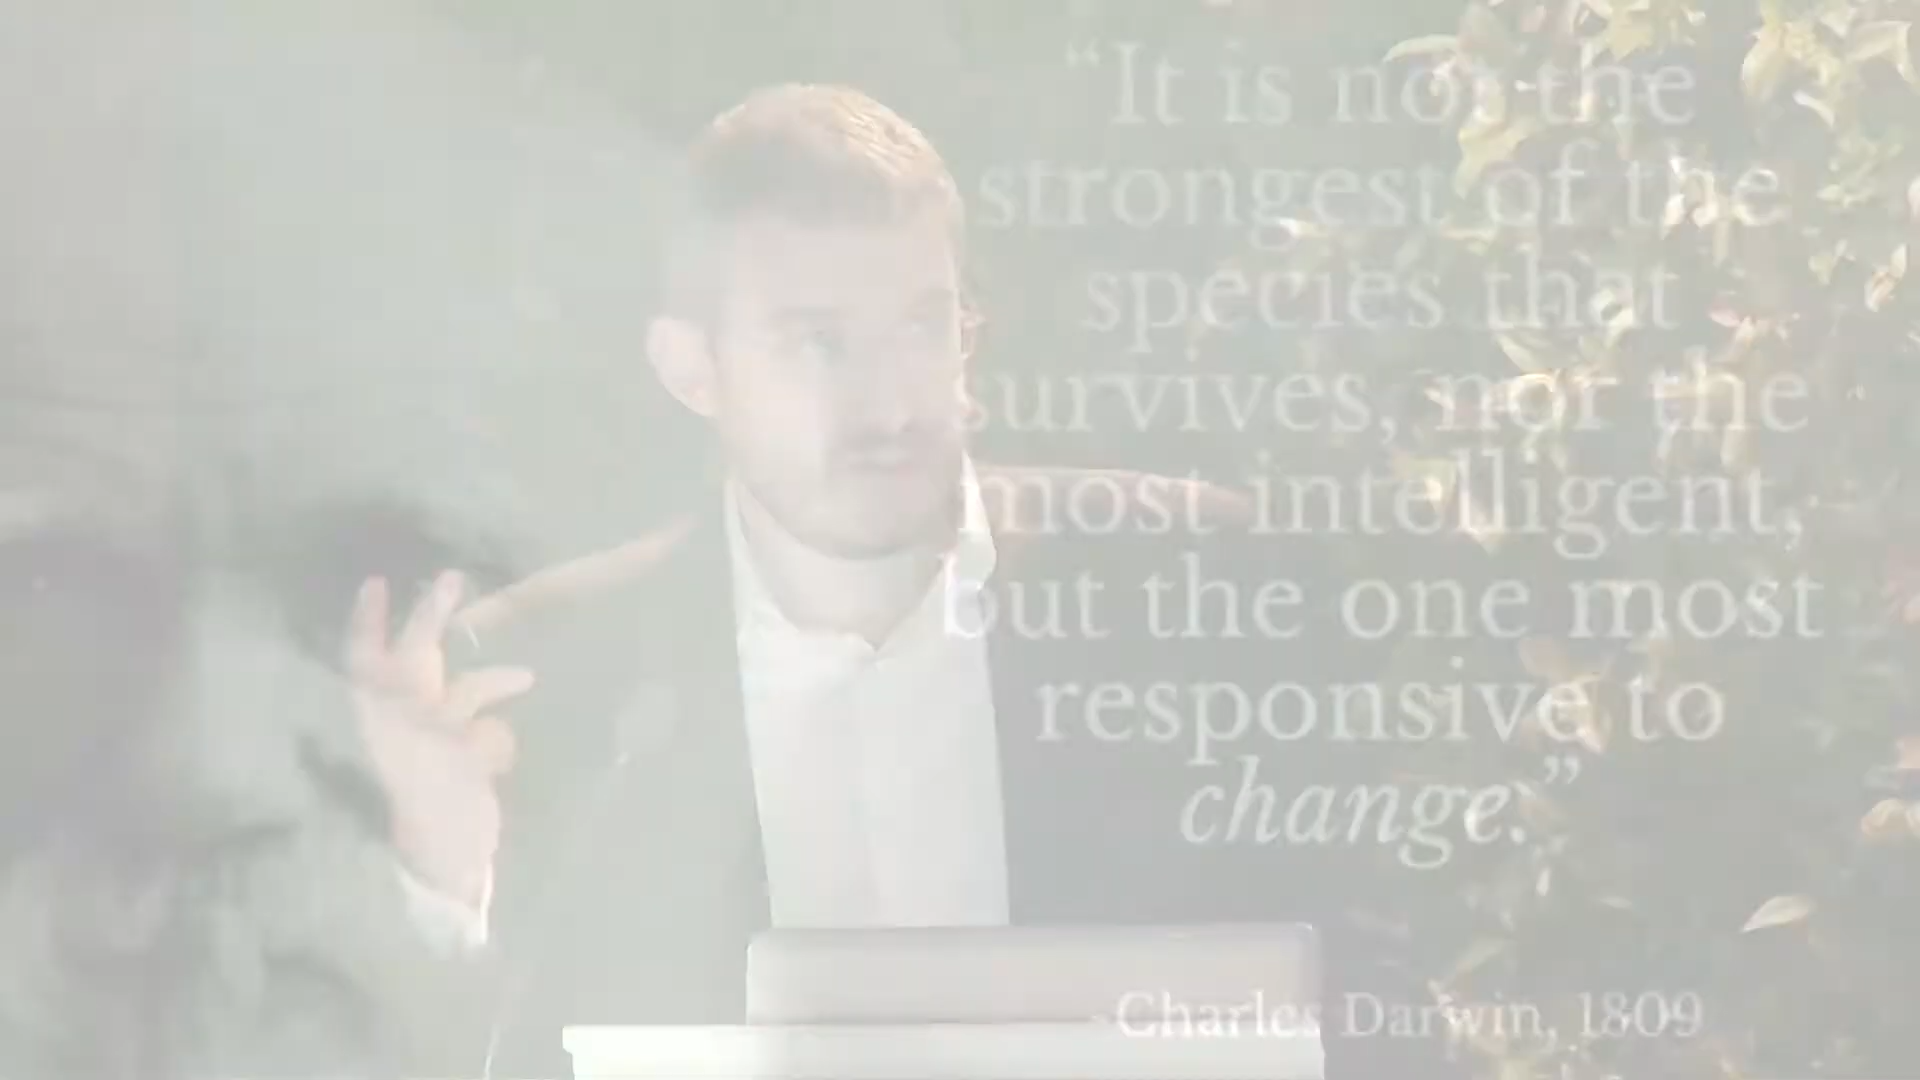 “It is not the
strongest of the
species that
survives, nor the
most intelligent,
but the one most
responsive to
change.”
Charles Darwin, 1809